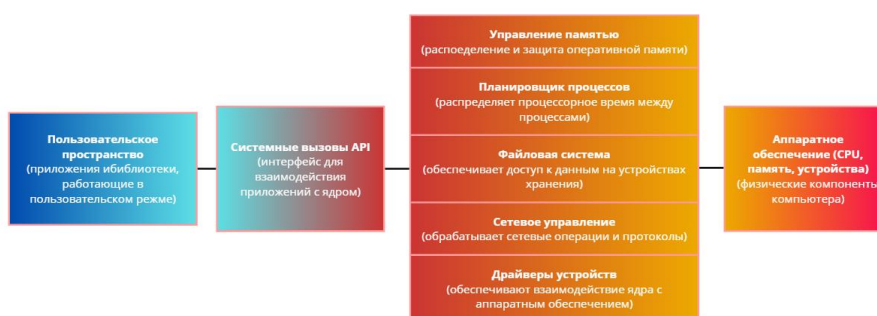 Пользовательское
пространство
(приложения ибиблиотеки,
работающие в
пользовательском режме)
Системные вызовы API
(интерфейс для
взаимодействия
приложений с ядром)
Управление памятью
(распоеделение и защита оперативной памяти)
Планировщик процессов
(распределяет процессорное время между
процессами)
Файловая система
(обеспечивает доступ к данным на устройствах
хранения)
Сетевое управление
(обрабатывает сетевые операции и протоколы)
Драйверы устройств
(обеспечивают взаимодействие ядра с
аппаратным обеспечением)
Аппаратное
обеспечение (CPU,
память, устройства)
(физические компоненты
компьютера)